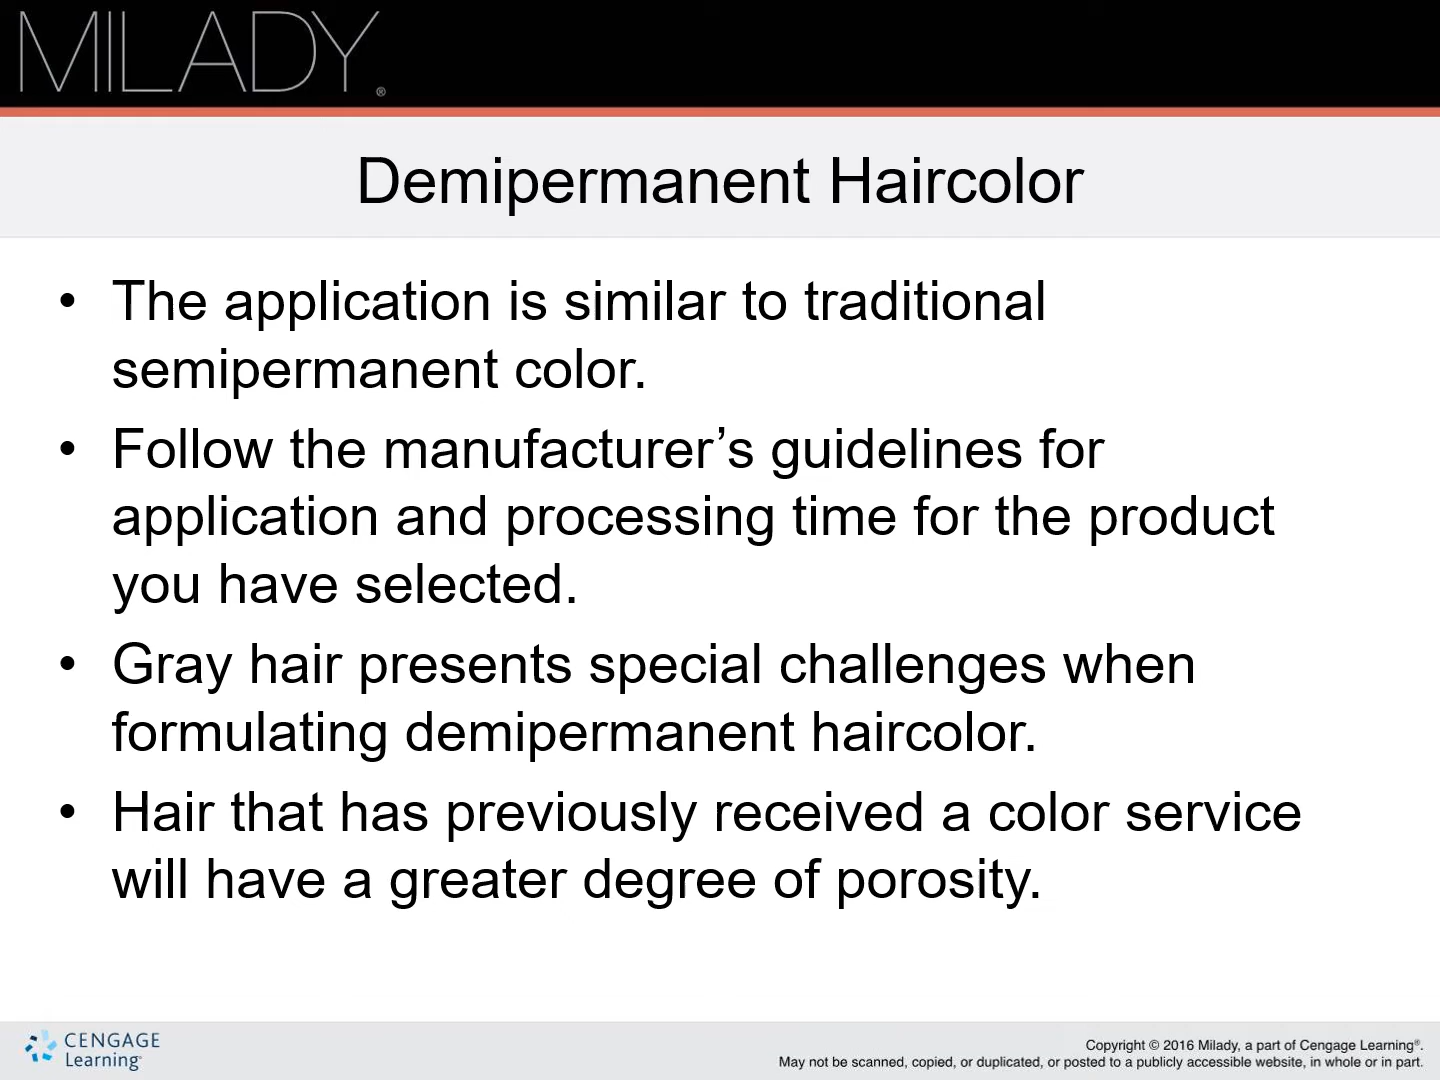 MILADY®
Demipermanent Haircolor
• The application is similar to traditional
semipermanent color.
• Follow the manufacturer’s guidelines for
application and processing time for the product
you have selected.
• Gray hair presents special challenges when
formulating demipermanent haircolor.
• Hair that has previously received a color service
will have a greater degree of porosity.
CENGAGE
Learning®
Copyright © 2016 Milady, a part of Cengage Learning®.
May not be scanned, copied, or duplicated, or posted to a publicly accessible website, in whole or in part.